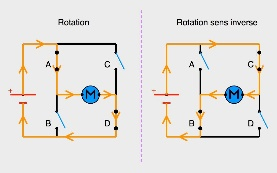 Rotation
Rotation sens inverse
A
C
A
C
+
M
+
M
B
D
B
D